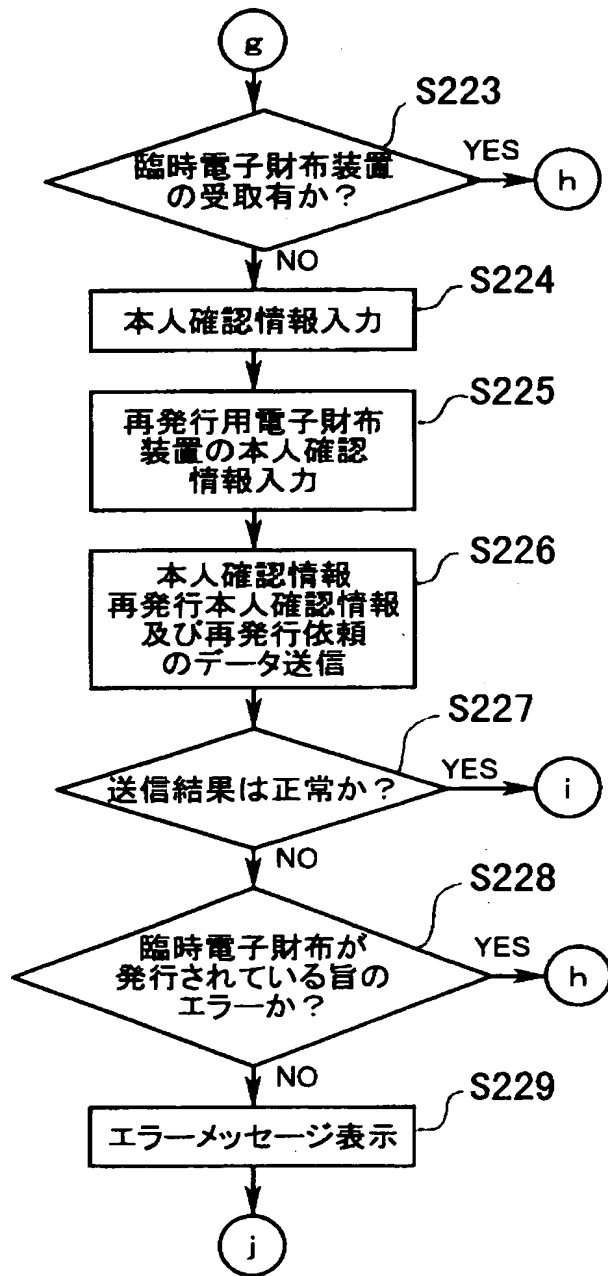 g
S223
臨時電子財布装置
の受取有か？
YES
h
NO
S224
本人確認情報入力
S225
再発行用電子財布
装置の本人確認
情報入力
S226
本人確認情報
再発行本人確認情報
及び再発行依頼
のデータ送信
S227
送信結果は正常か？
YES
i
NO
S228
臨時電子財布が
発行されている旨の
エラーか？
YES
h
NO
S229
エラーメッセージ表示
j